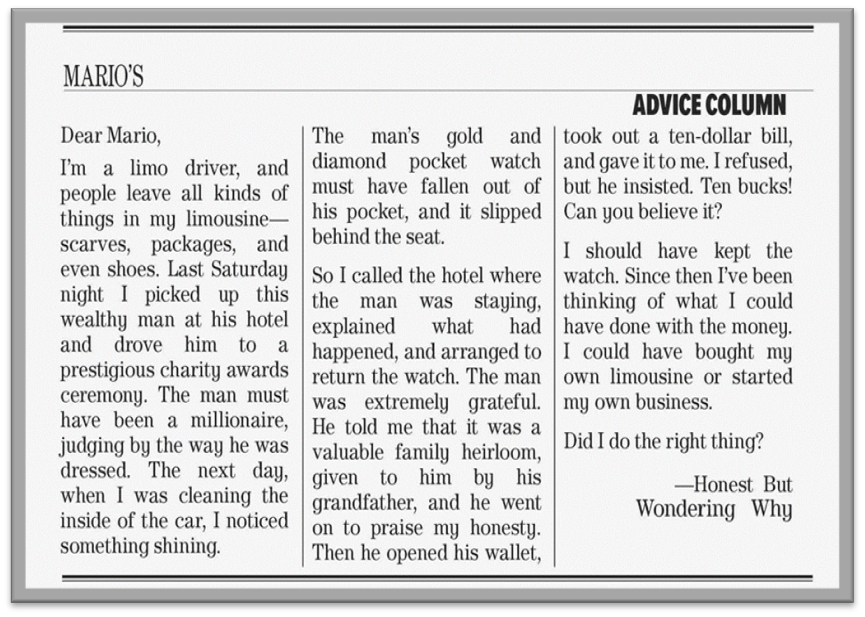 MARIO'S
ADVICE COLUMN
Dear Mario,
I'm a limo driver, and
people leave all kinds of
things in my limousine—
scarves, packages, and
even shoes. Last Saturday
night I picked up this
wealthy man at his hotel
and drove him to a
prestigious charity awards
ceremony. The man must
have been a millionaire,
judging by the way he was
dressed. The next day,
when I was cleaning the
inside of the car, I noticed
something shining.
The man's gold and
diamond pocket watch
must have fallen out of
his pocket, and it slipped
behind the seat.
So I called the hotel where
the man was staying,
explained what had
happened, and arranged to
return the watch. The man
was extremely grateful.
He told me that it was a
valuable family heirloom,
given to him by his
grandfather, and he went
on to praise my honesty.
Then he opened his wallet,
took out a ten-dollar bill,
and gave it to me. I refused,
but he insisted. Ten bucks!
Can you believe it?
I should have kept the
watch. Since then I've been
thinking of what I could
have done with the money.
I could have bought my
own limousine or started
my own business.
Did I do the right thing?
—Honest But
Wondering Why